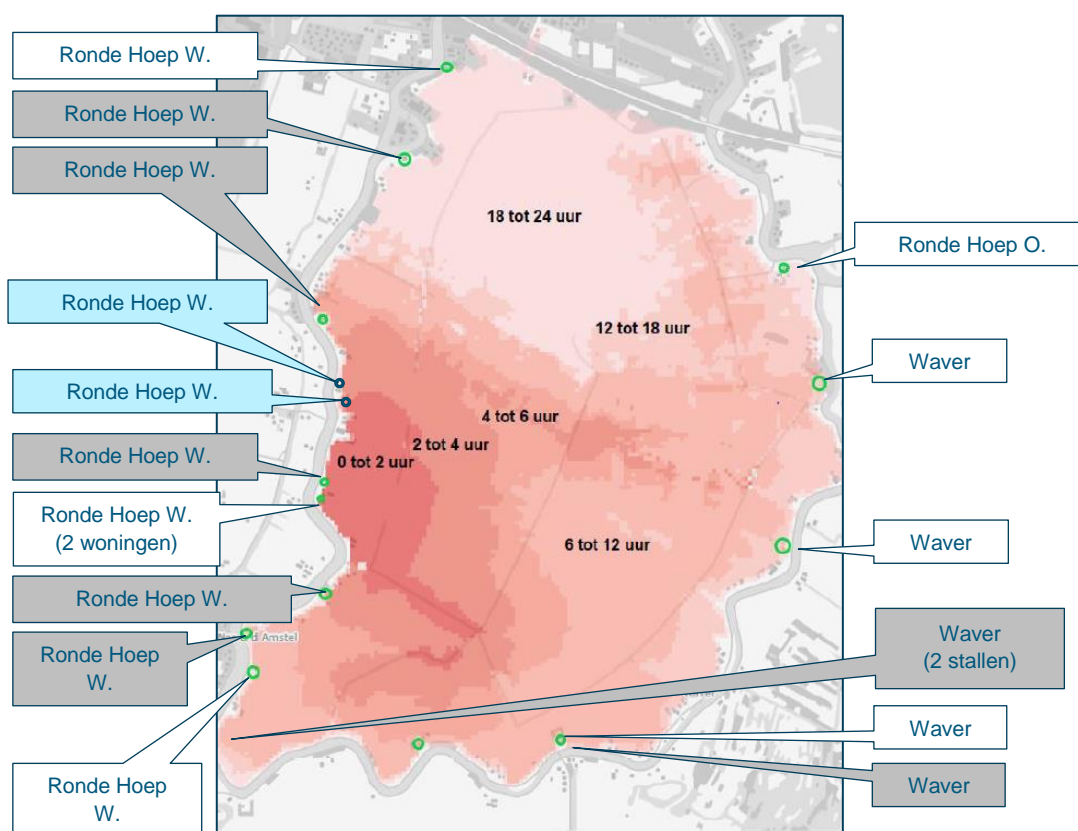 Ronde Hoep W.
Ronde Hoep W.
Ronde Hoep W.
Ronde Hoep W.
Ronde Hoep W.
Ronde Hoep W.
Ronde Hoep W.
(2 woningen)
Ronde Hoep W.
Ronde Hoep
W.
Ronde Hoep
W.
18 tot 24 uur
12 tot 18 uur
4 tot 6 uur
2 tot 4 uur
0 tot 2 uur
6 tot 12 uur
Amstel
Ronde Hoep O.
Waver
Waver
Waver
(2 stallen)
Waver
Waver